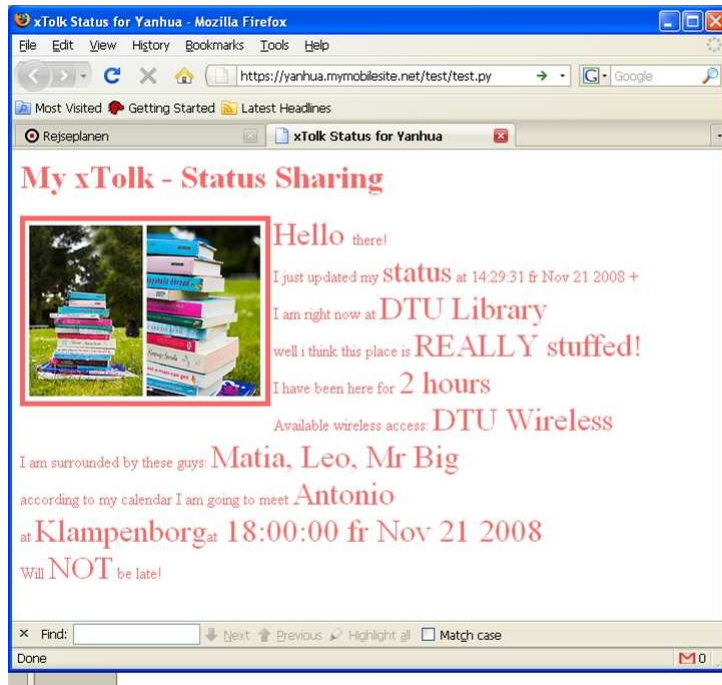 xTolk Status for Yanhua - Mozilla Firefox
File Edit View History Bookmarks Tools Help
https://yanhua.mymobilesite.net/test/test.py G Google
Most Visited Getting Started Latest Headlines
Rejseplanen xTolk Status for Yanhua
My xTolk - Status Sharing
Hello there!
I just updated my status at 14:29:31 fr Nov 21 2008 +
I am right now at DTU Library
well i think this place is REALLY stuffed!
I have been here for 2 hours
Available wireless access: DTU Wireless
I am surrounded by these guys: Matia, Leo, Mr Big
according to my calendar I am going to meet Antonio
at Klampenborgat 18:00:00 fr Nov 21 2008
Will NOT be late!
× Find: Next Previous Highlight all Match case
Done 0